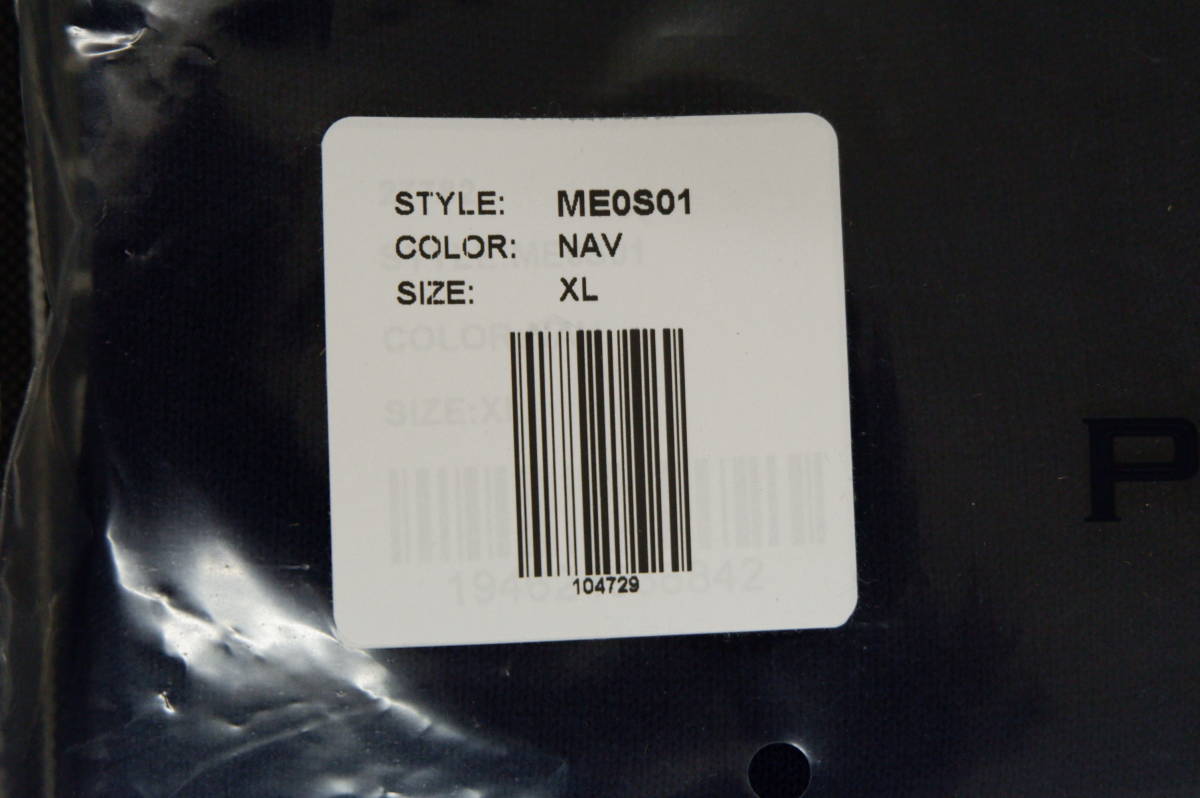 STYLE: ME0S01
COLOR: NAV
SIZE: XL
104729
P